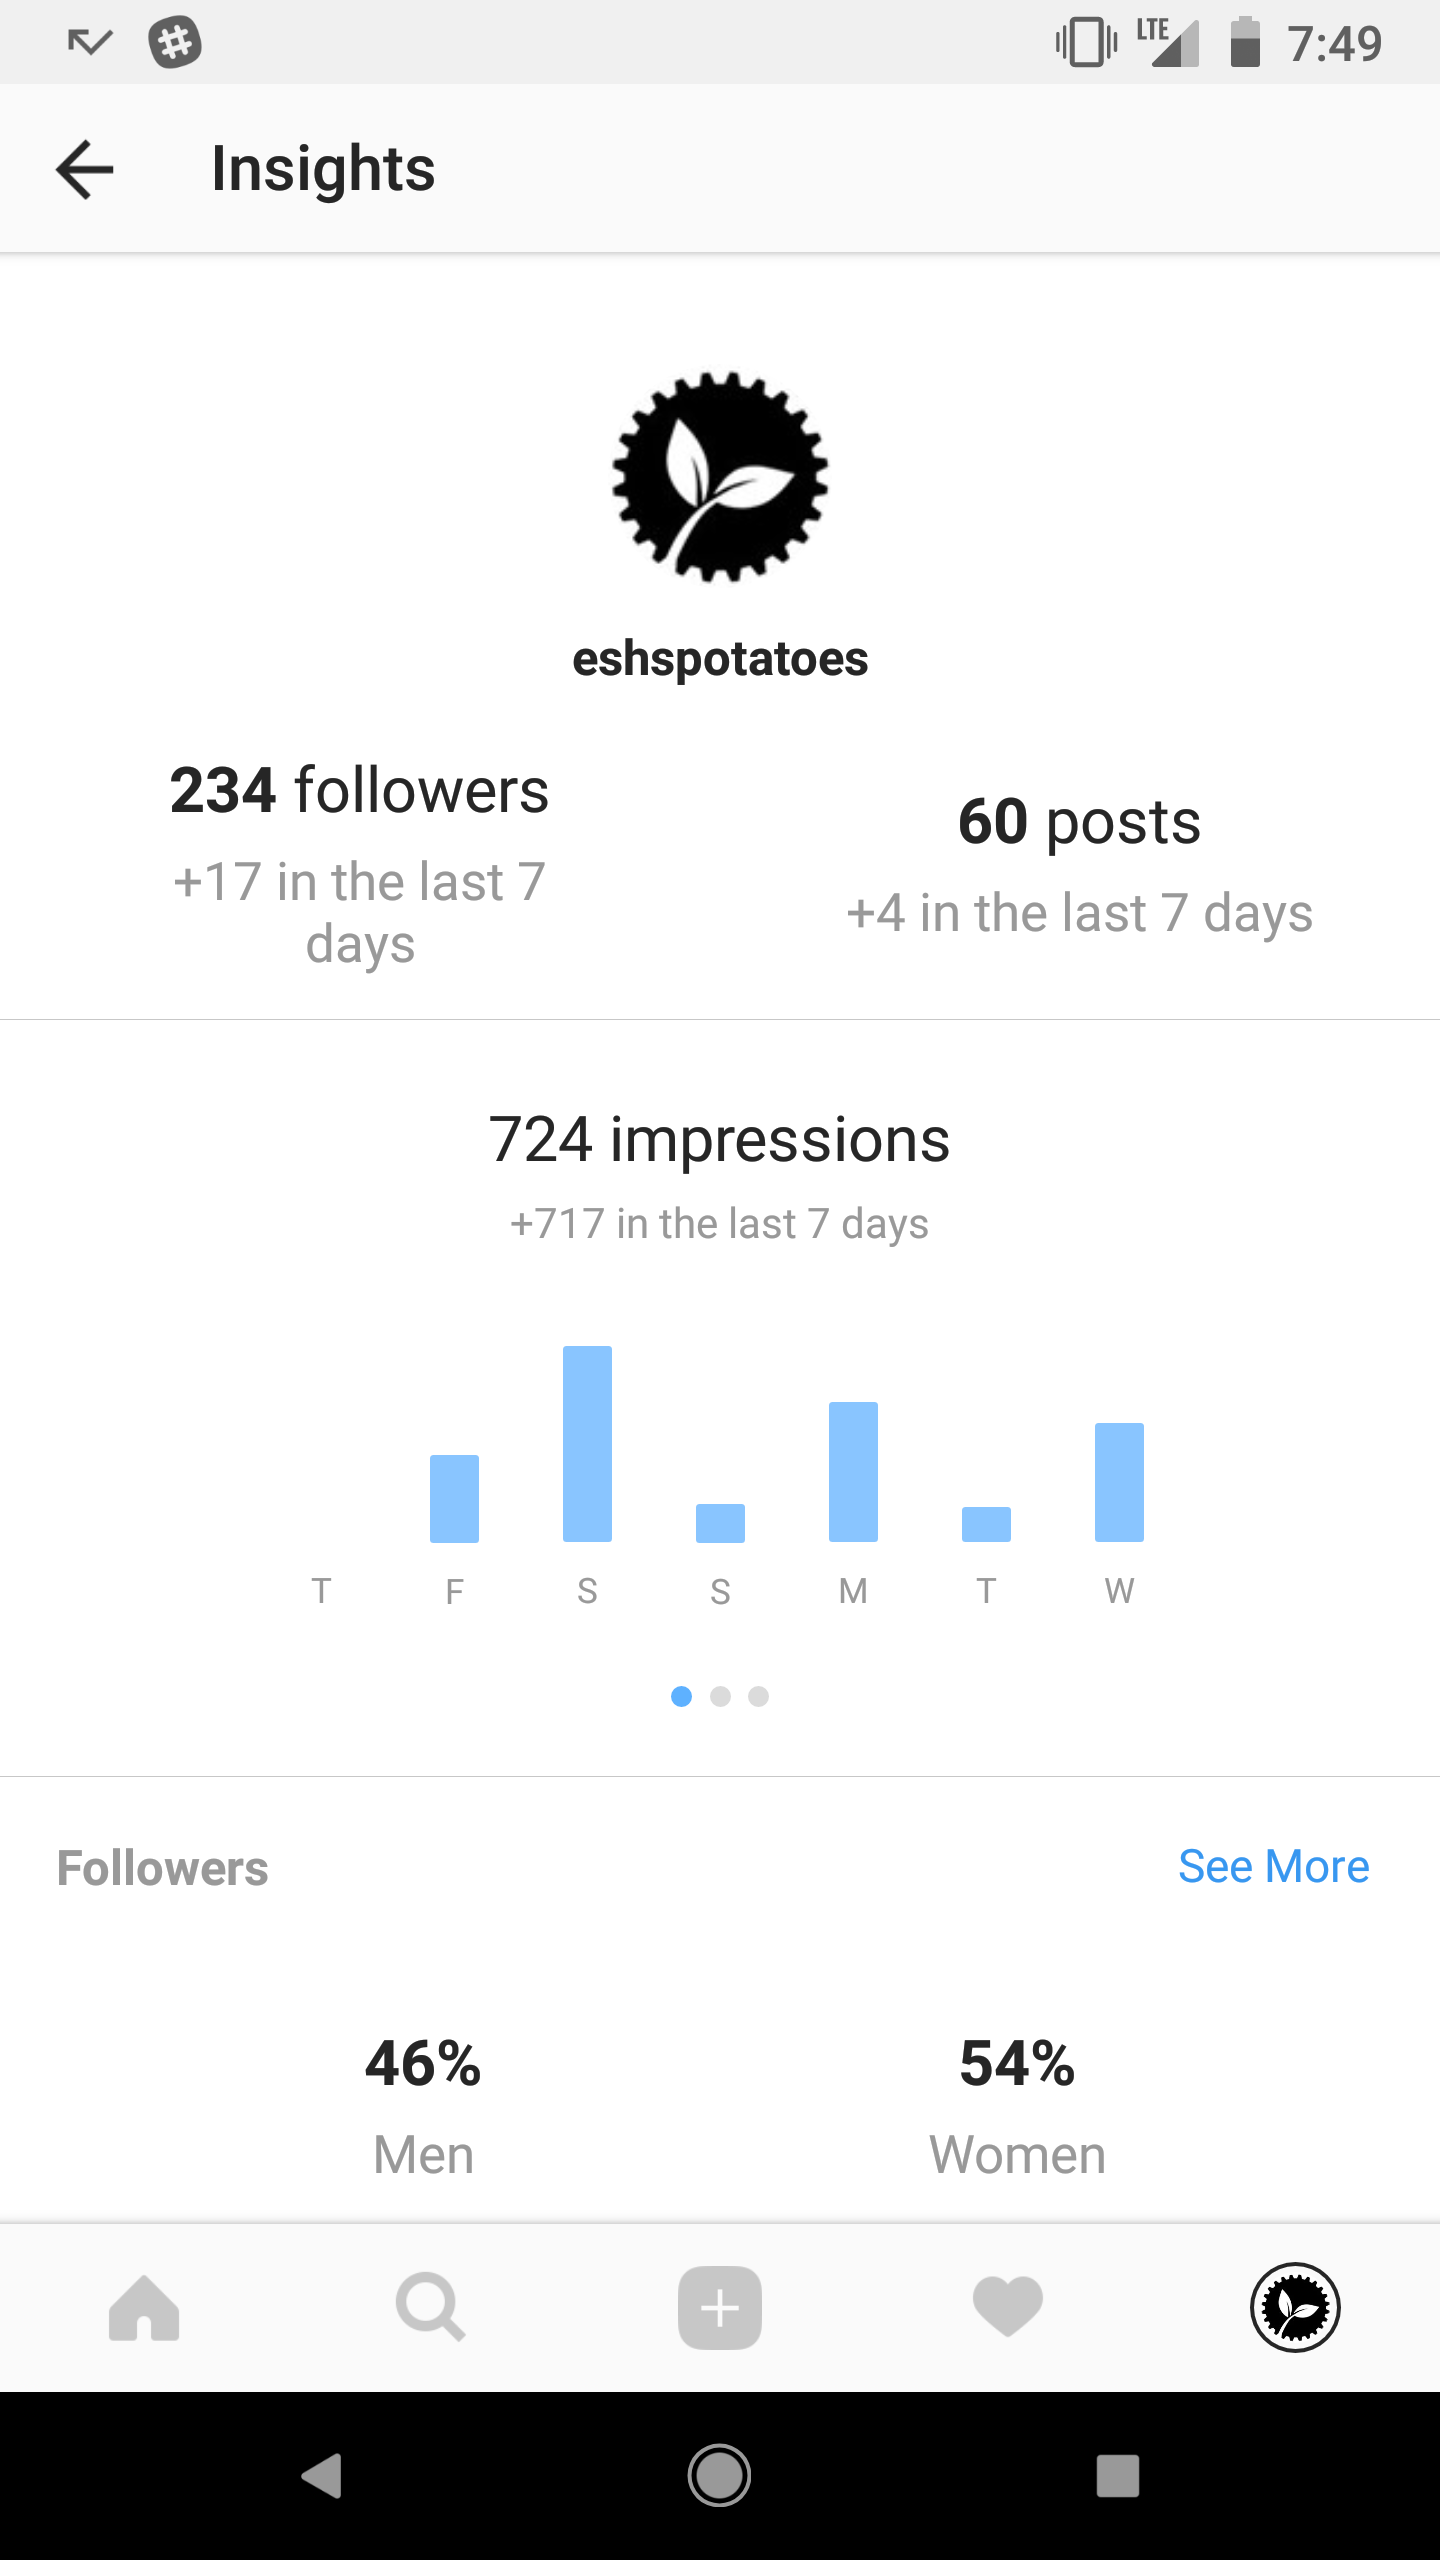 LTE 7:49
Insights
eshspotatoes
234 followers
+17 in the last 7
days
60 posts
+4 in the last 7 days
724 impressions
+717 in the last 7 days
T F S S M T W
Followers See More
46% 54%
Men Women